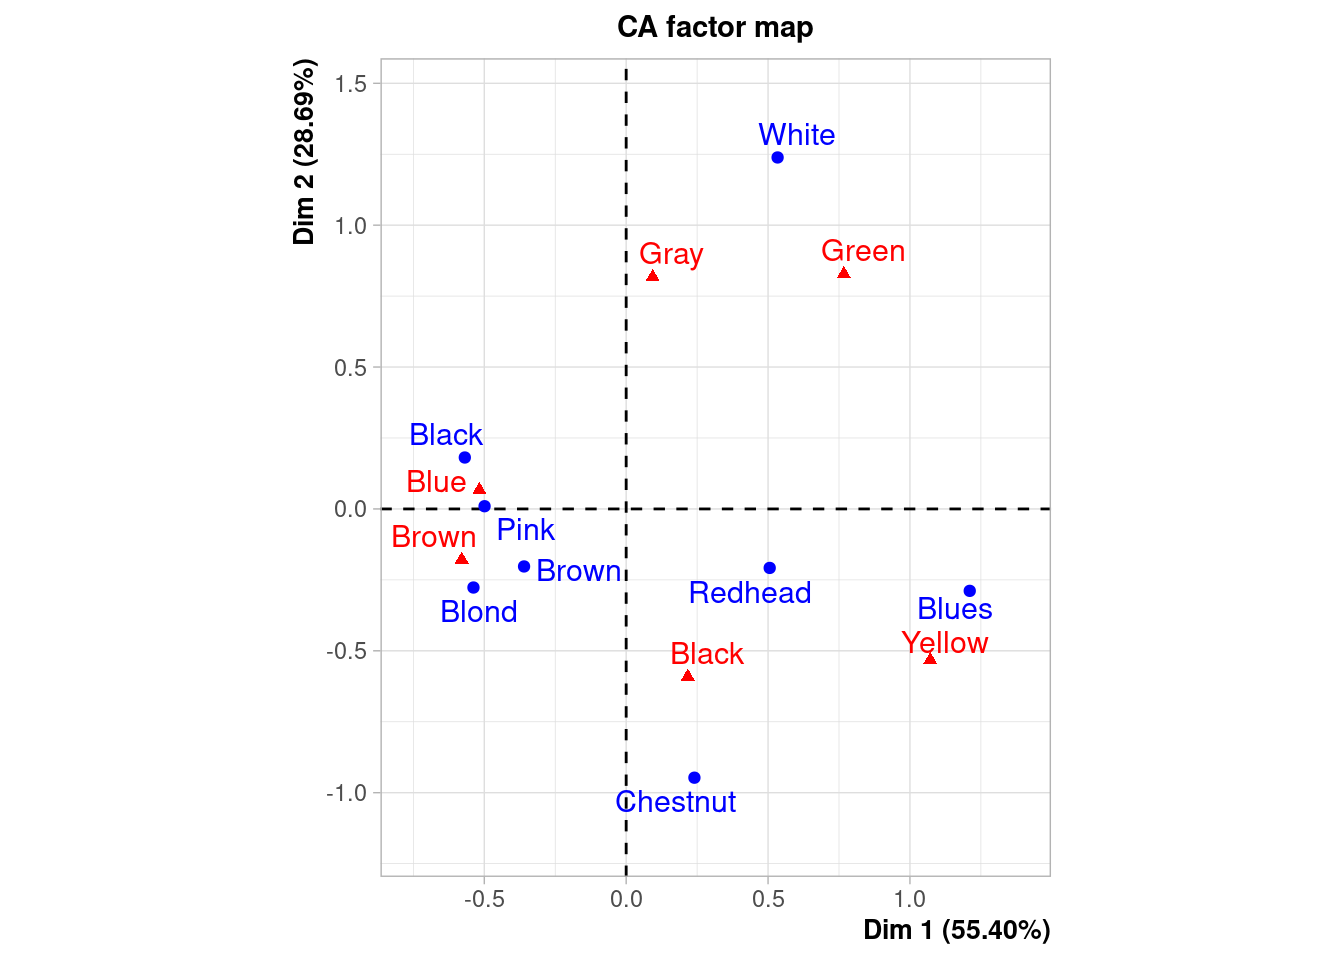 CA factor map
Dim 2 (28.69%)
1.5
1.0
0.5
0.0
-0.5
-1.0
White
Gray
Green
Black
Blue
Pink
Brown
Brown
Blond
Redhead
Blues
Yellow
Black
Chestnut
-0.5
0.0
0.5
1.0
Dim 1 (55.40%)